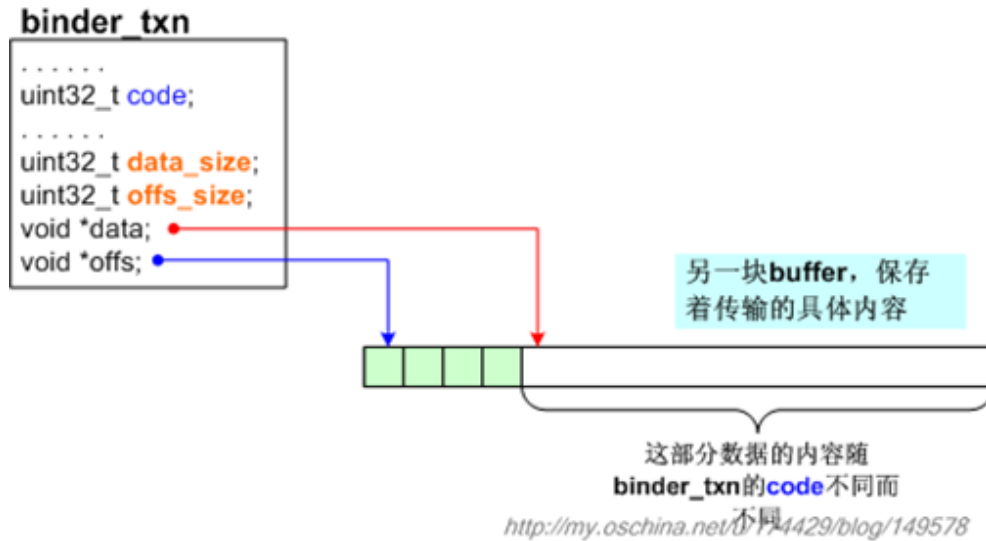 binder_txn
. . . . . .
uint32_t code;
. . . . . .
uint32_t data_size;
uint32_t offs_size;
void *data;
void *offs;
另一块buffer，保存
着传输的具体内容
这部分数据的内容随
binder_txn的code不同而
不同
http://my.oschina.net/u/174429/blog/149578